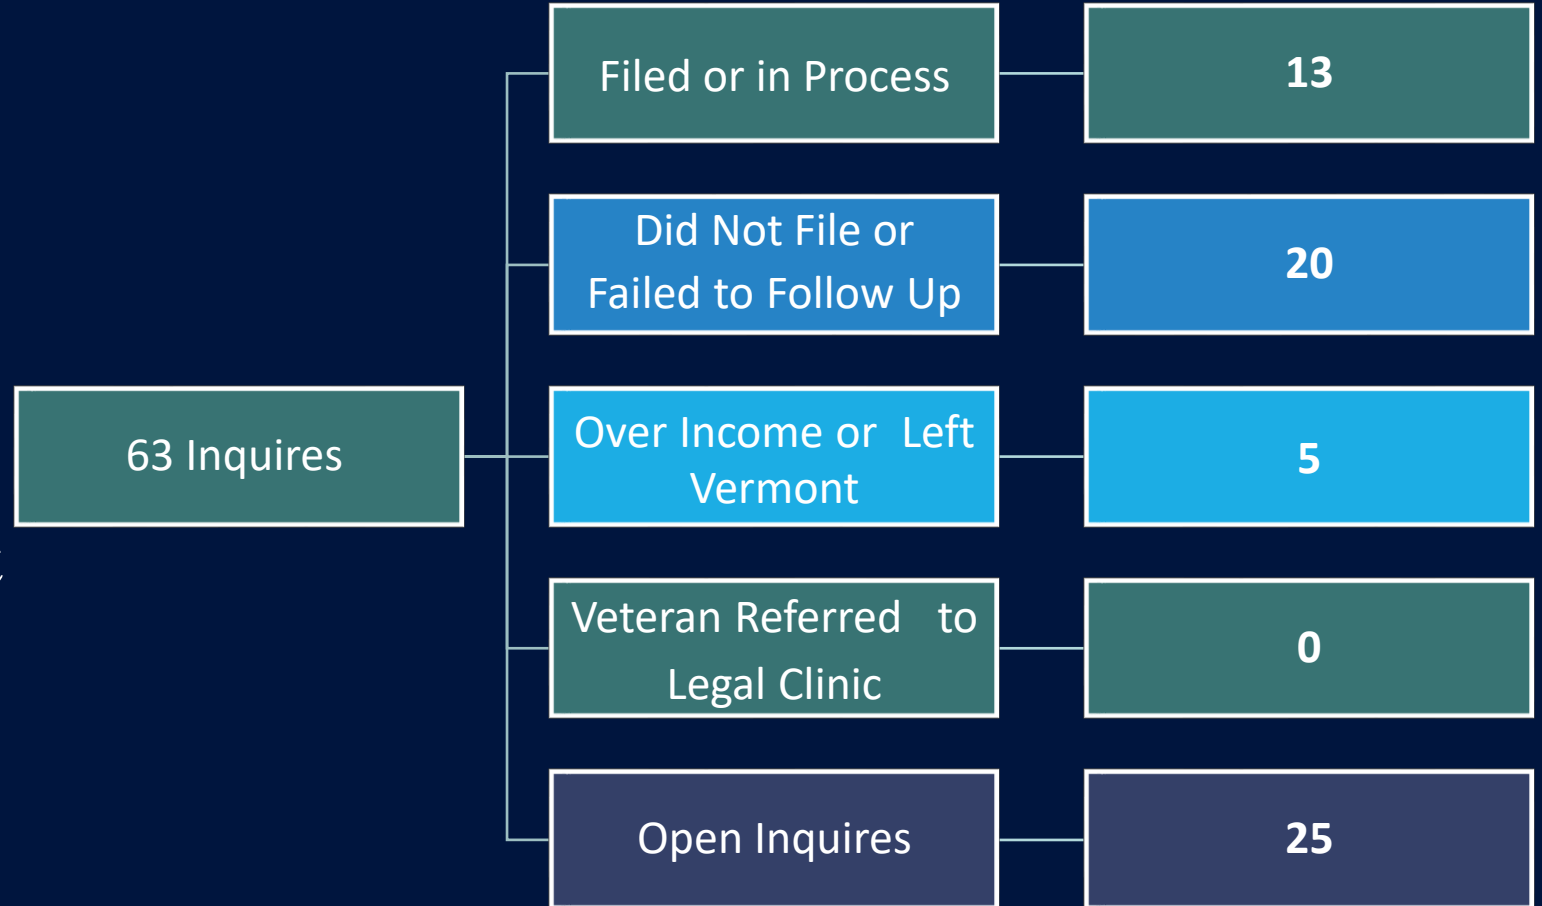 63 Inquires
Filed or in Process
13
Did Not File or
Failed to Follow Up
20
Over Income or Left
Vermont
5
Veteran Referred to
Legal Clinic
0
Open Inquires
25